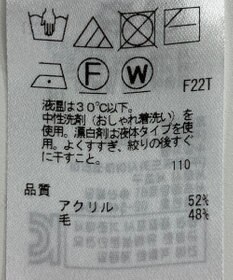 F
W
F22T
液温は30℃以下。
中性洗剤(おしゃれ着洗い)を
使用。漂白剤は液体タイプを使
用。よくすすぎ、絞りの後すぐ
に干すこと。
110
品質
アクリル 52%
毛 48%